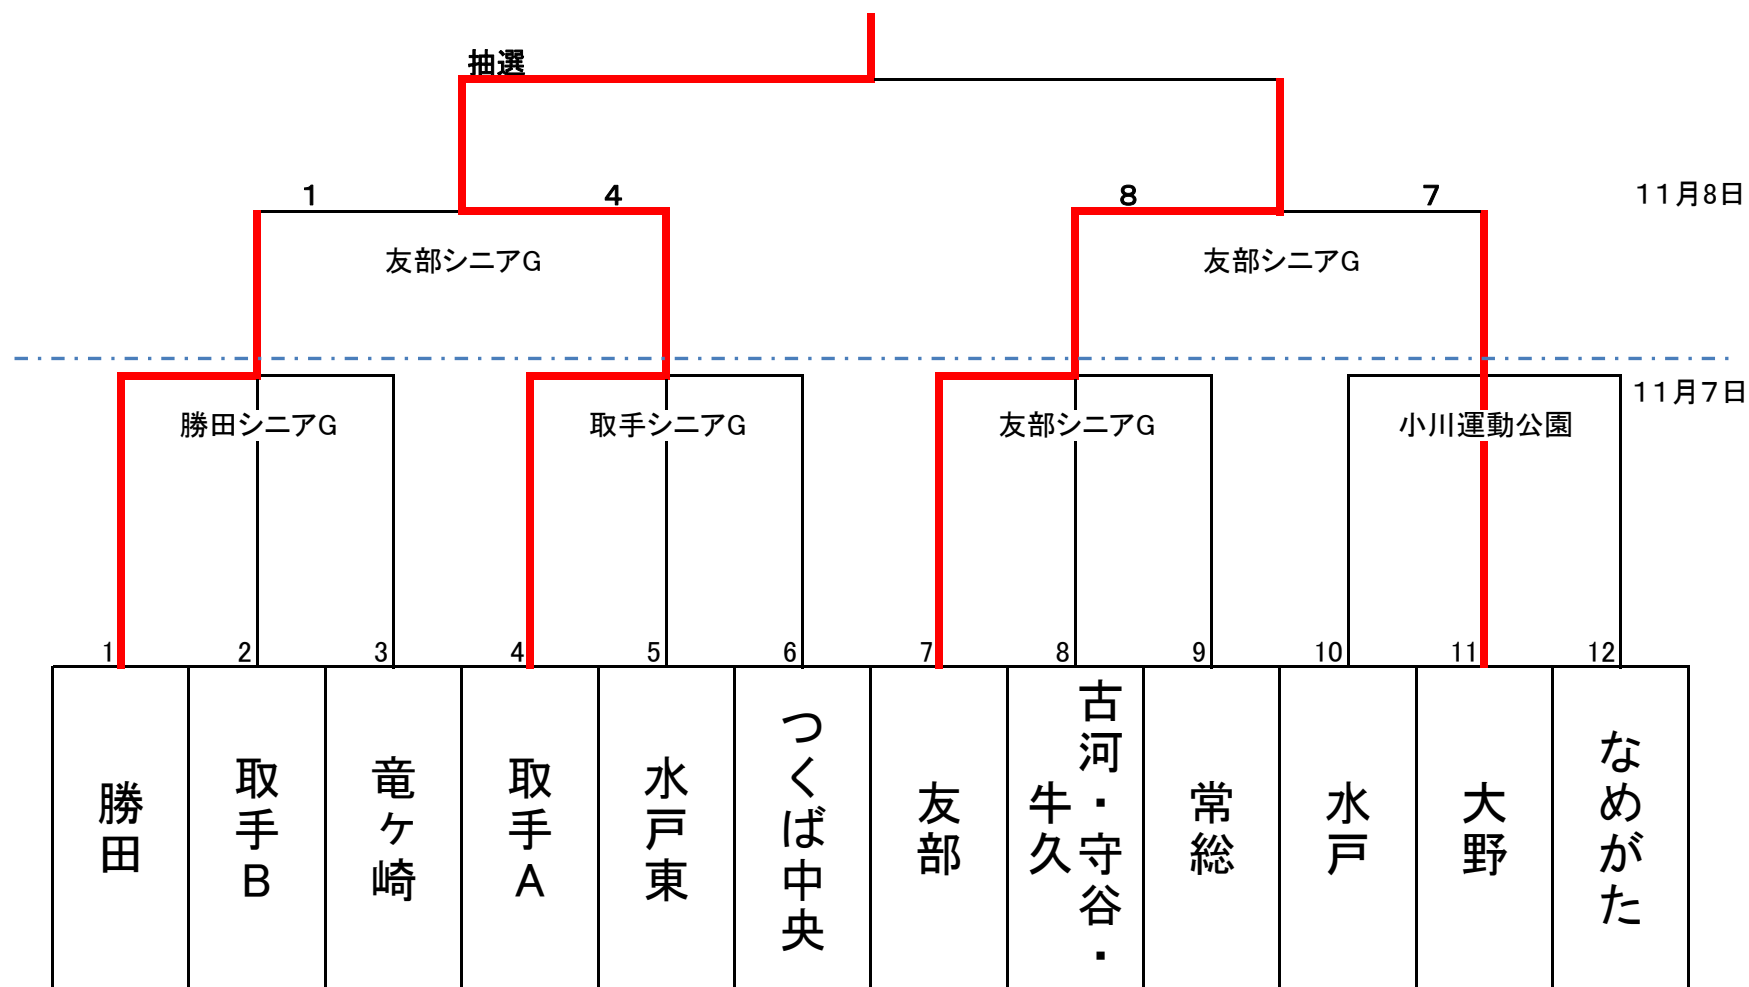 抽選
1
4
8
7
11月8日
友部シニアG
友部シニアG
11月7日
勝田シニアG
取手シニアG
友部シニアG
小川運動公園
1
2
3
4
5
6
7
8
9
10
11
12
勝田
取手B
竜ケ崎
取手A
水戸東
つくば中央
友部
古河・守谷・
牛久
常総
水戸
大野
なめがた